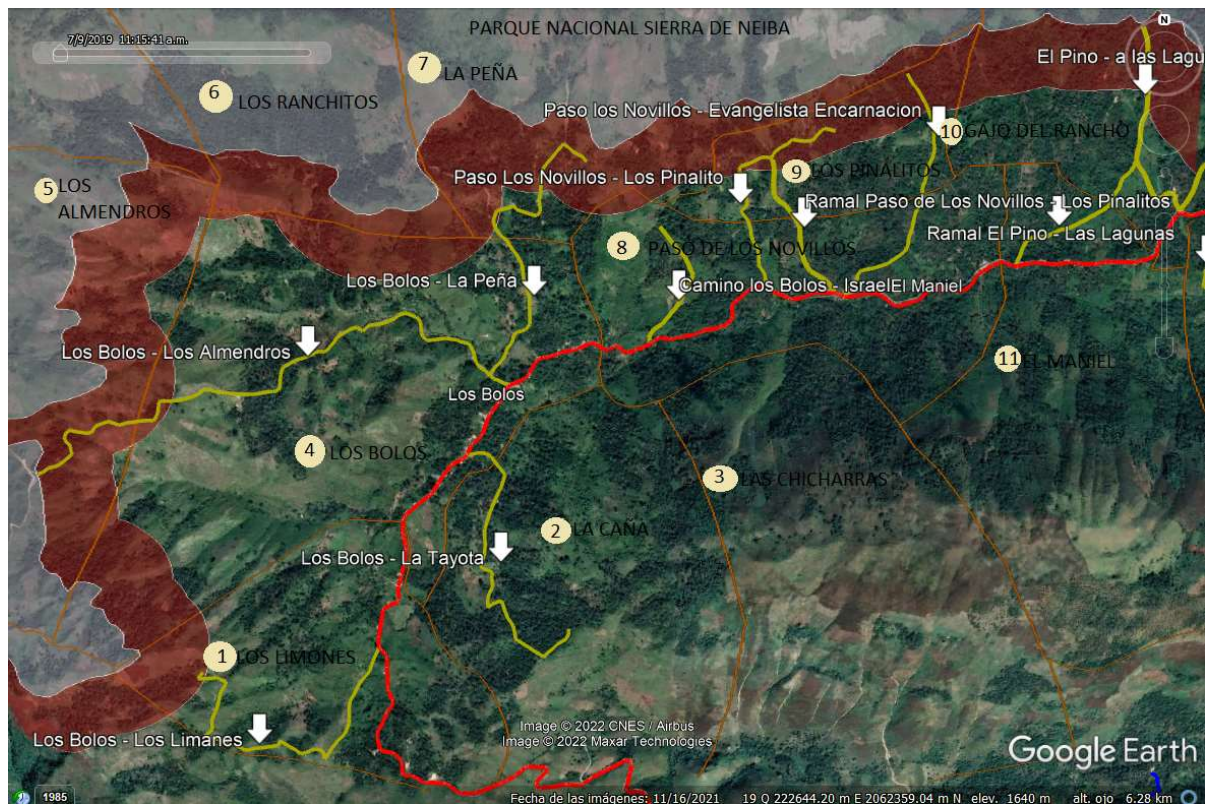 PARQUE NACIONAL SIERRA DE NEIBA
7/9/2019 11:15:41 a.m.
N
El Pino - a las Lagu
7
LA PEÑA
6
LOS RANCHITOS
Paso los Novillos - Evangelista Encarnacion
10
GAJO DEL RANCHO
5
LOS
ALMENDROS
Paso Los Novillos - Los Pinalito
9
LOS PINALITOS
Ramal Paso de Los Novillos - Los Pinalitos
Ramal El Pino - Las Lagunas
8
PASO DE LOS NOVILLOS
Los Bolos - La Peña
Camino los Bolos - Israel
El Maniel
Los Bolos - Los Almendros
11
EL MANIEL
Los Bolos
4
LOS BOLOS
3
LAS CHICHARRAS
2
LA CAÑA
Los Bolos - La Tayota
1
LOS LIMONES
Los Bolos - Los Limanes
Image © 2022 CNES / Airbus
Image © 2022 Maxar Technologies
Google Earth
1985
Fecha de las imágenes: 11/16/2021 19 Q 222644.20 m E 2062359.04 m N elev. 1640 m alt. ojo 6.28 km